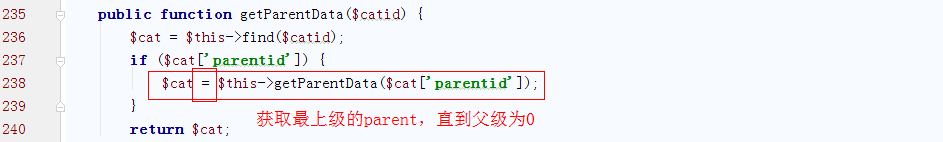 235 public function getParentData($catid) {
236 $cat = $this->find($catid);
237 if ($cat['parentid']) {
238 $cat = $this->getParentData($cat['parentid']);
239 }
获取最上级的parent，直到父级为0
240 return $cat;